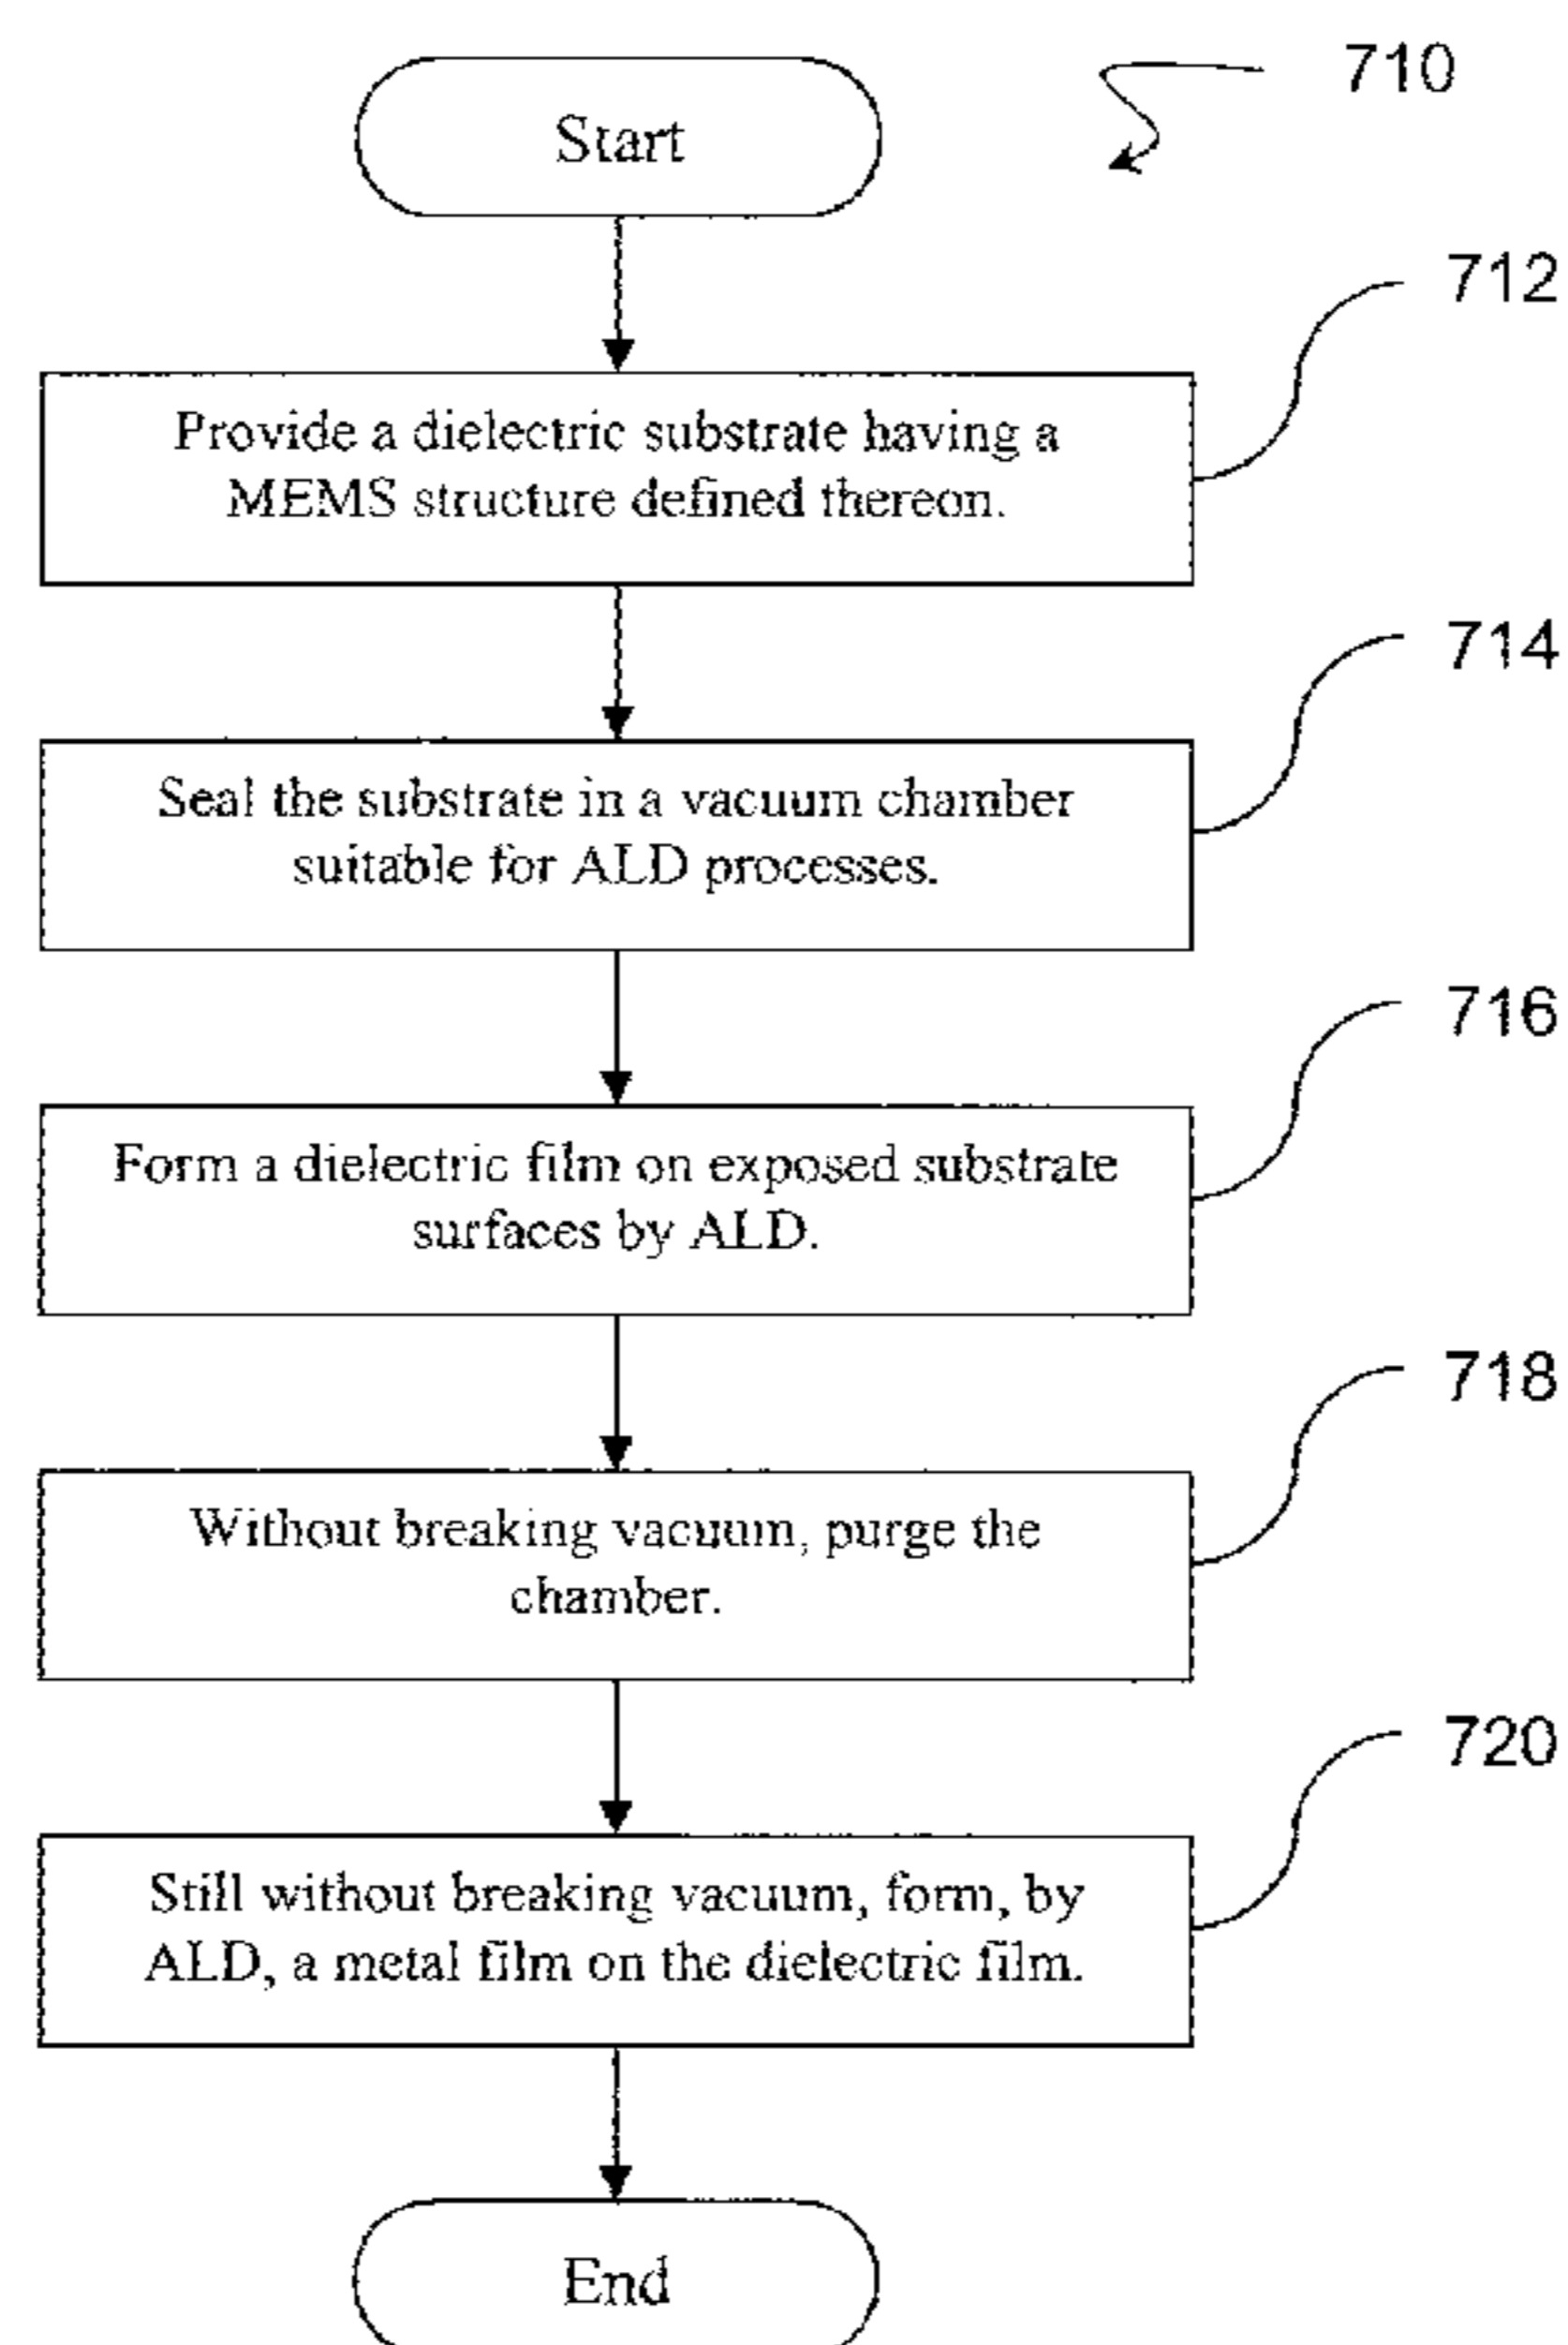 710
Start
712
Provide a dielectric substrate having a
MEMS structure defined thereon.
714
Seal the substrate in a vacuum chamber
suitable for ALD processes.
716
Form a dielectric film on exposed substrate
surfaces by ALD.
718
Without breaking vacuum, purge the
chamber.
720
Still without breaking vacuum, form, by
ALD, a metal film on the dielectric film.
End